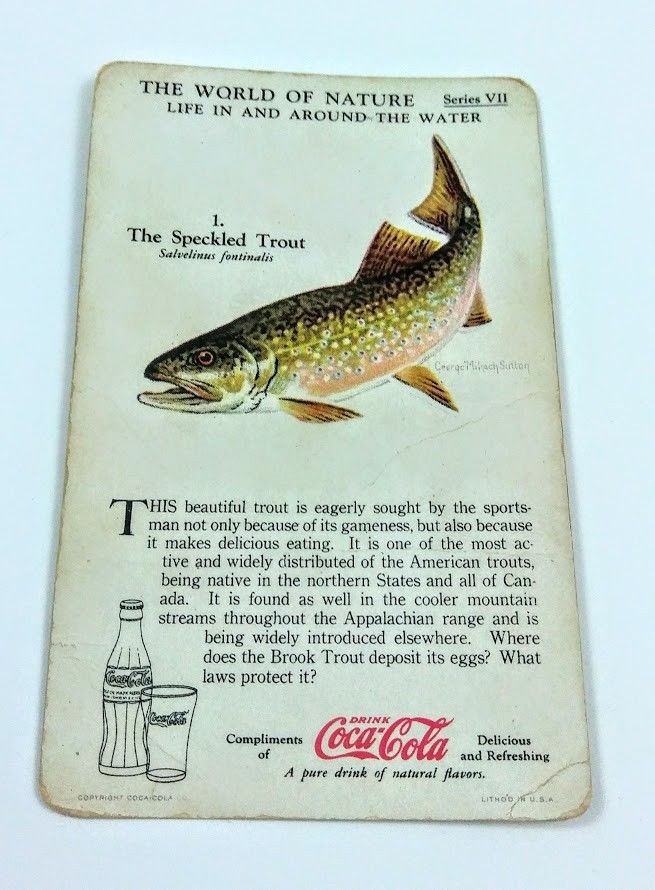 THE WORLD OF NATURE Series VII
LIFE IN AND AROUND THE WATER
1.
The Speckled Trout
Salvelinus fontinalis
George Miksch Sutton
THIS beautiful trout is eagerly sought by the sports-
man not only because of its gameness, but also because
it makes delicious eating. It is one of the most ac-
tive and widely distributed of the American trouts,
being native in the northern States and all of Can-
ada. It is found as well in the cooler mountain
streams throughout the Appalachian range and is
being widely introduced elsewhere. Where
does the Brook Trout deposit its eggs? What
laws protect it?
Coca-Cola
Coca-Cola
Compliments
of
DRINK
Coca-Cola
Delicious
and Refreshing
A pure drink of natural flavors.
COPYRIGHT COCA-COLA CO.
LITHO'D IN U.S.A.